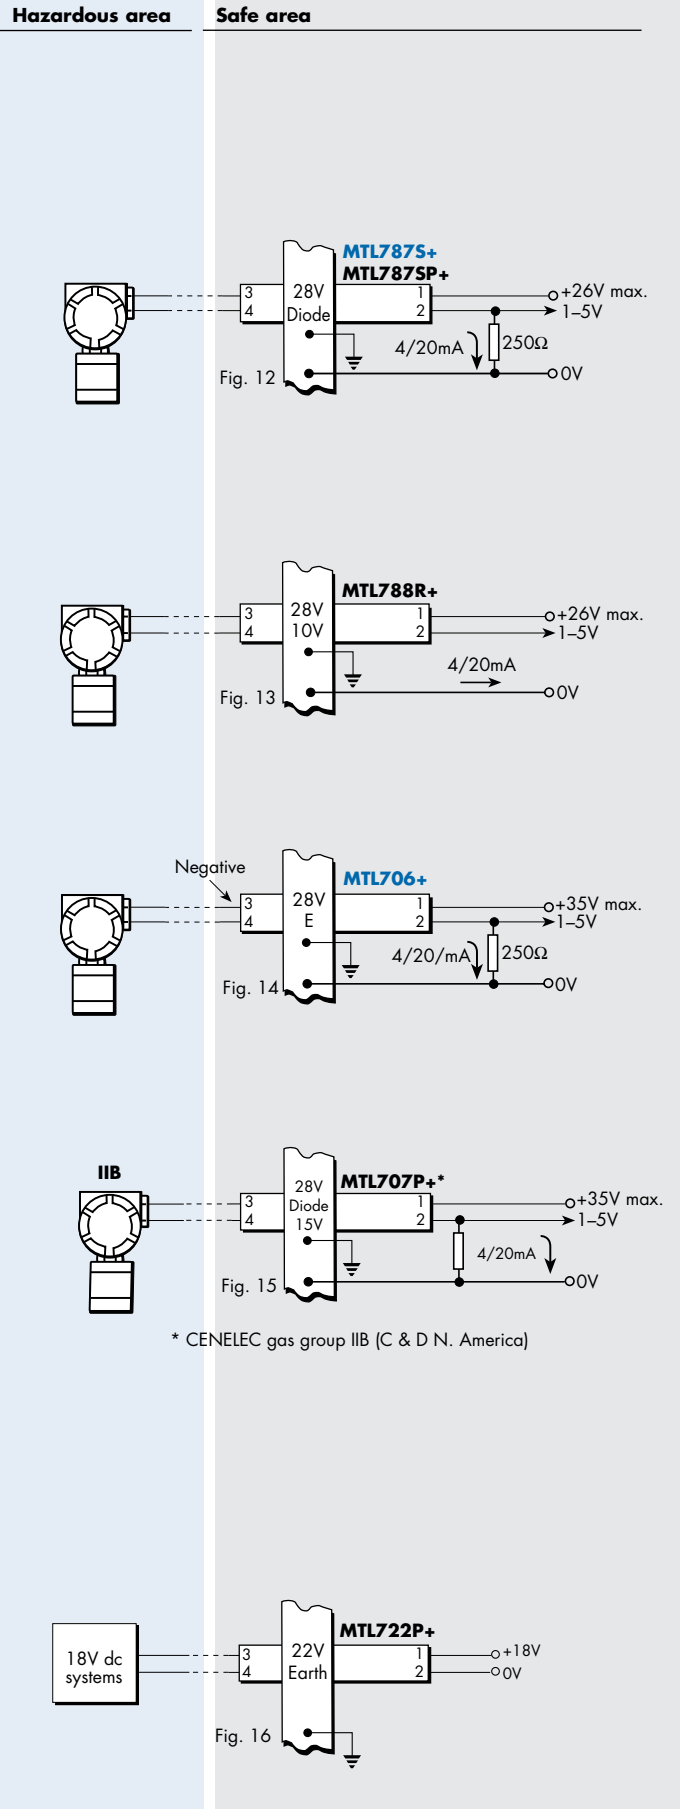 Hazardous area
Safe area
MTL787S+
MTL787SP+
3
4
28V
Diode
1
2
+26V max.
1–5V
4/20mA
250Ω
0V
Fig. 12
MTL788R+
3
4
28V
10V
1
2
+26V max.
1–5V
4/20mA
0V
Fig. 13
Negative
MTL706+
3
4
28V
E
1
2
+35V max.
1–5V
4/20/mA
250Ω
0V
Fig. 14
IIB
MTL707P+*
3
4
28V
Diode
15V
1
2
+35V max.
1–5V
4/20mA
0V
Fig. 15
* CENELEC gas group IIB (C & D N. America)
MTL722P+
18V dc
systems
3
4
22V
Earth
1
2
+18V
0V
Fig. 16